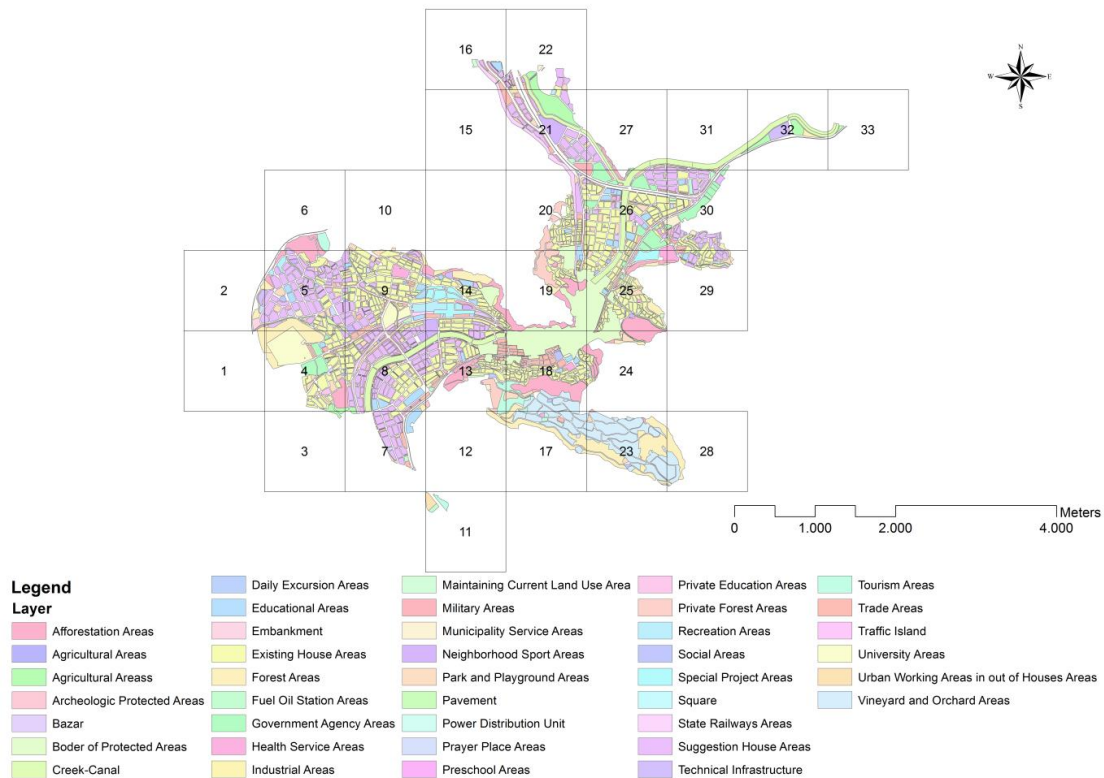 16 22
N
W E
S
15 21 27 31 32 33
6 10 20 26 30
2 5 9 14 19 25 29
1 4 8 13 18 24
3 7 12 17 23 28
11
Meters
0 1.000 2.000 4.000
Legend
Layer
Afforestation Areas
Agricultural Areas
Agricultural Areass
Archeologic Protected Areas
Bazar
Boder of Protected Areas
Creek-Canal
Daily Excursion Areas
Educational Areas
Embankment
Existing House Areas
Forest Areas
Fuel Oil Station Areas
Government Agency Areas
Health Service Areas
Industrial Areas
Maintaining Current Land Use Area
Military Areas
Municipality Service Areas
Neighborhood Sport Areas
Park and Playground Areas
Pavement
Power Distribution Unit
Prayer Place Areas
Preschool Areas
Private Education Areas
Private Forest Areas
Recreation Areas
Social Areas
Special Project Areas
Square
State Railways Areas
Suggestion House Areas
Technical Infrastructure
Tourism Areas
Trade Areas
Traffic Island
University Areas
Urban Working Areas in out of Houses Areas
Vineyard and Orchard Areas